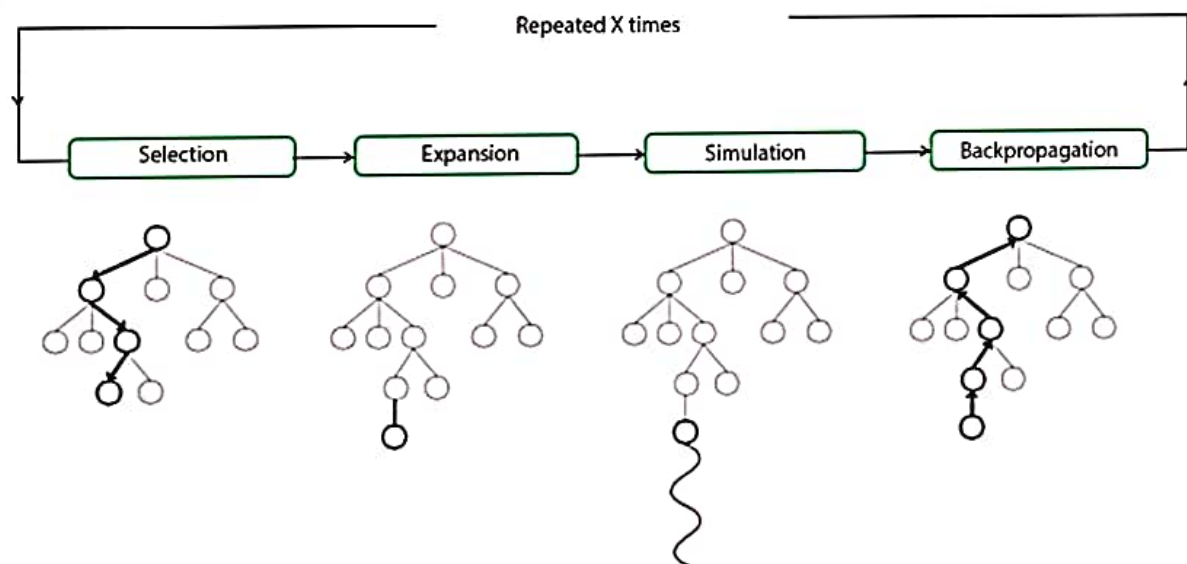 Repeated X times
Selection
Expansion
Simulation
Backpropagation